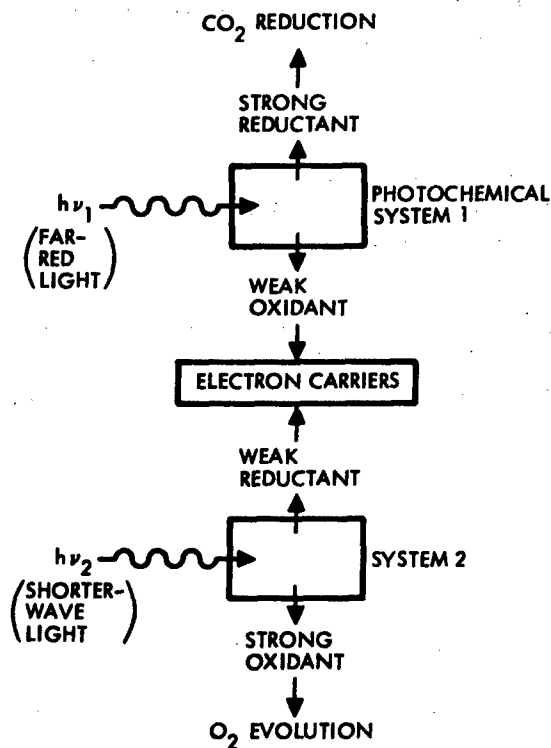 CO₂ REDUCTION
STRONG
REDUCTANT
PHOTOCHEMICAL
SYSTEM 1
hν₁
(FAR-
RED
LIGHT)
WEAK
OXIDANT
ELECTRON CARRIERS
WEAK
REDUCTANT
hν₂
SYSTEM 2
(SHORTER-
WAVE
LIGHT)
STRONG
OXIDANT
O₂ EVOLUTION